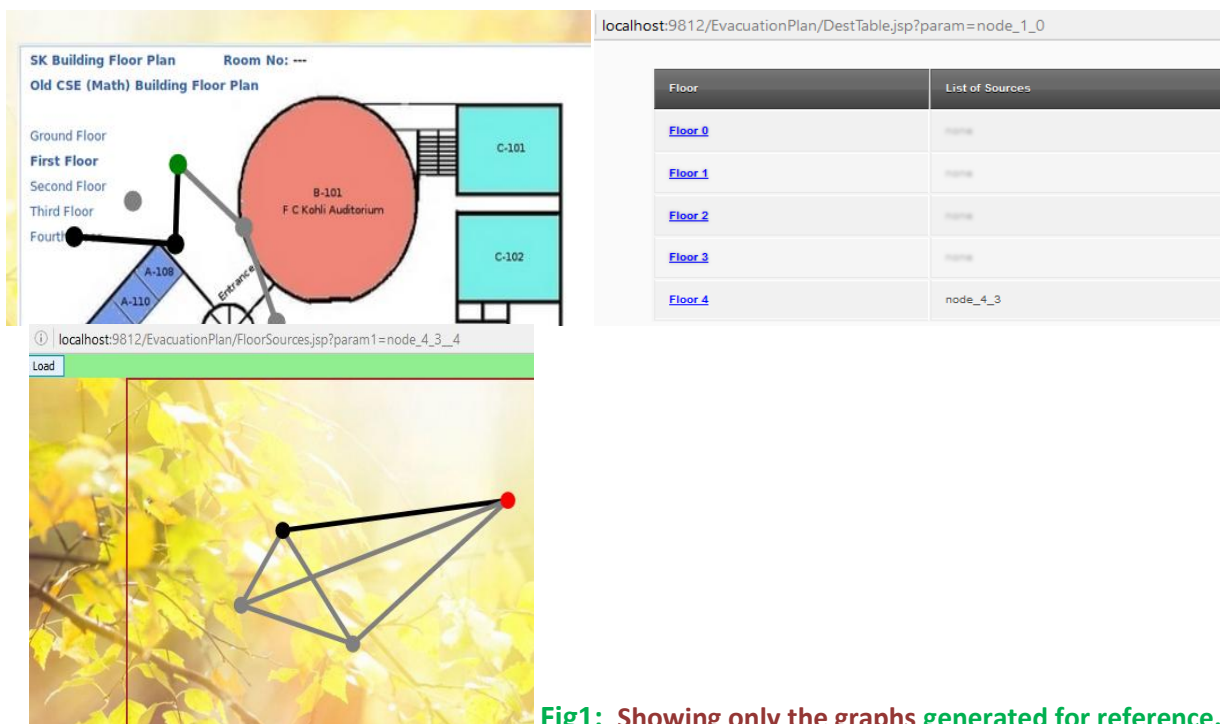 SK Building Floor Plan Room No: ---
Old CSE (Math) Building Floor Plan
Ground Floor
First Floor
Second Floor
Third Floor
Fourth
B-101
F C Kohli Auditorium
C-101
C-102
A-108
A-110
Entrance
localhost:9812/EvacuationPlan/DestTable.jsp?param=node_1_0
Floor List of Sources
Floor 0 none
Floor 1 none
Floor 2 none
Floor 3 none
Floor 4 node_4_3
localhost:9812/EvacuationPlan/FloorSources.jsp?param1=node_4_3__4
Load
Fig1: Showing only the graphs generated for reference